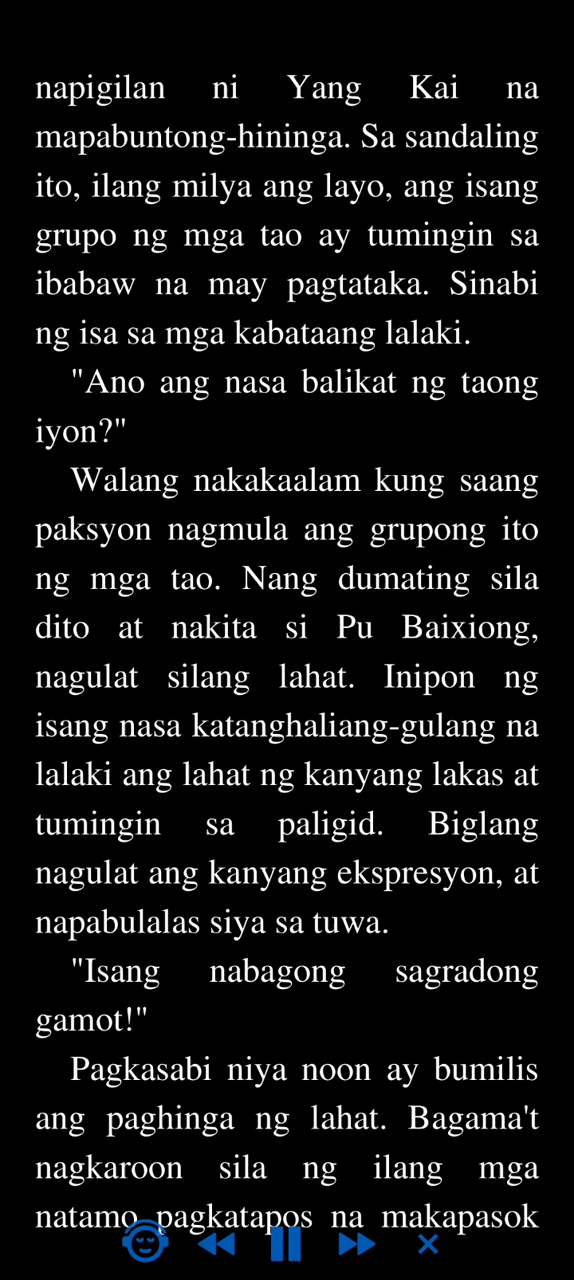 napigilan ni Yang Kai na
mapabuntong-hininga. Sa sandaling
ito, ilang milya ang layo, ang isang
grupo ng mga tao ay tumingin sa
ibabaw na may pagtataka. Sinabi
ng isa sa mga kabataang lalaki.
"Ano ang nasa balikat ng taong
iyon?"
Walang nakakaalam kung saang
paksyon nagmula ang grupong ito
ng mga tao. Nang dumating sila
dito at nakita si Pu Baixiong,
nagulat silang lahat. Inipon ng
isang nasa katanghaliang-gulang na
lalaki ang lahat ng kanyang lakas at
tumingin sa paligid. Biglang
nagulat ang kanyang ekspresyon, at
napabulalas siya sa tuwa.
"Isang nabagong sagradong
gamot!"
Pagkasabi niya noon ay bumilis
ang paghinga ng lahat. Bagama't
nagkaroon sila ng ilang mga
natamo pagkatapos na makapasok